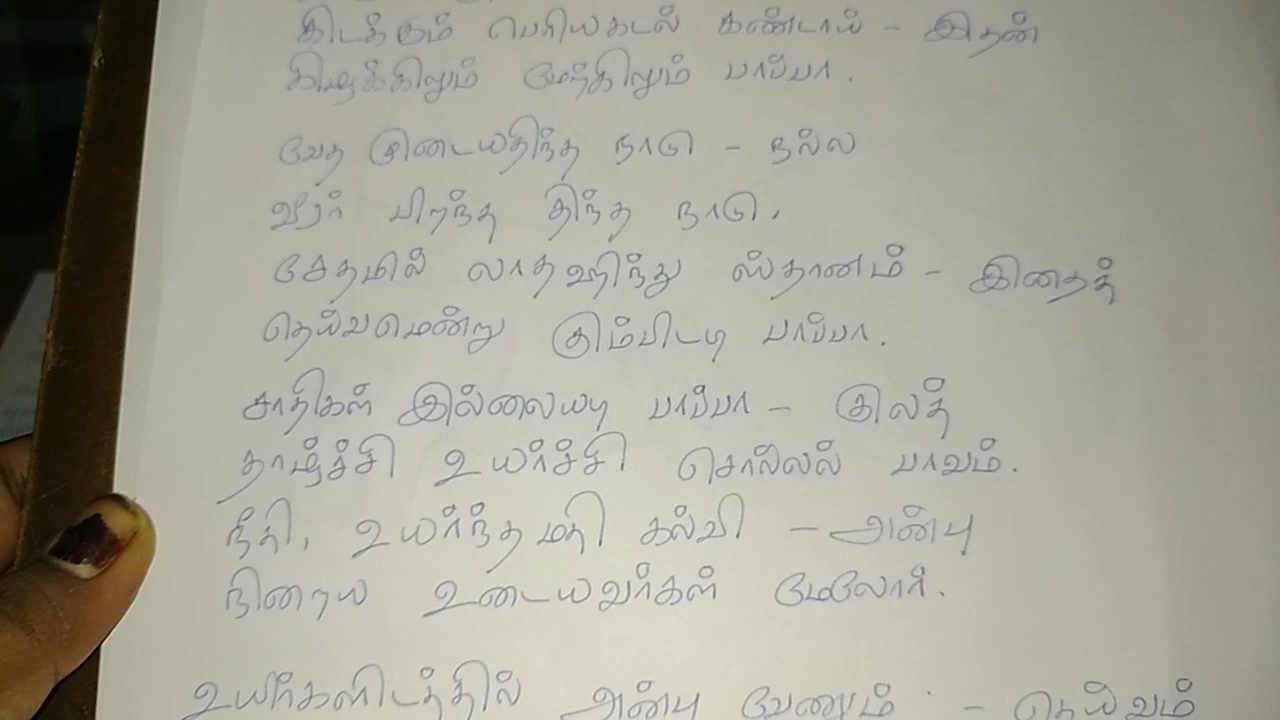 கிடக்கும் பெரியகடல் கண்டாய் - இதன்
கிழக்கிலும் மேற்கிலும் பாப்பா.
வேத முடையதிந்த நாடு - நல்ல
வீரர் பிறந்த திந்த நாடு,
சேதமில் லாதஹிந்து ஸ்தானம் - இதைத்
தெய்வமென்று கும்பிடடி பாப்பா.
சாதிகள் இல்லையடி பாப்பா - குலத்
தாழ்ச்சி உயர்ச்சி சொல்லல் பாவம்.
நீதி, உயர்ந்தமதி கல்வி - அன்பு
நிறைய உடையவர்கள் மேலோர்.
உயிர்களிடத்தில் அன்பு வேணும் - தெய்வம்